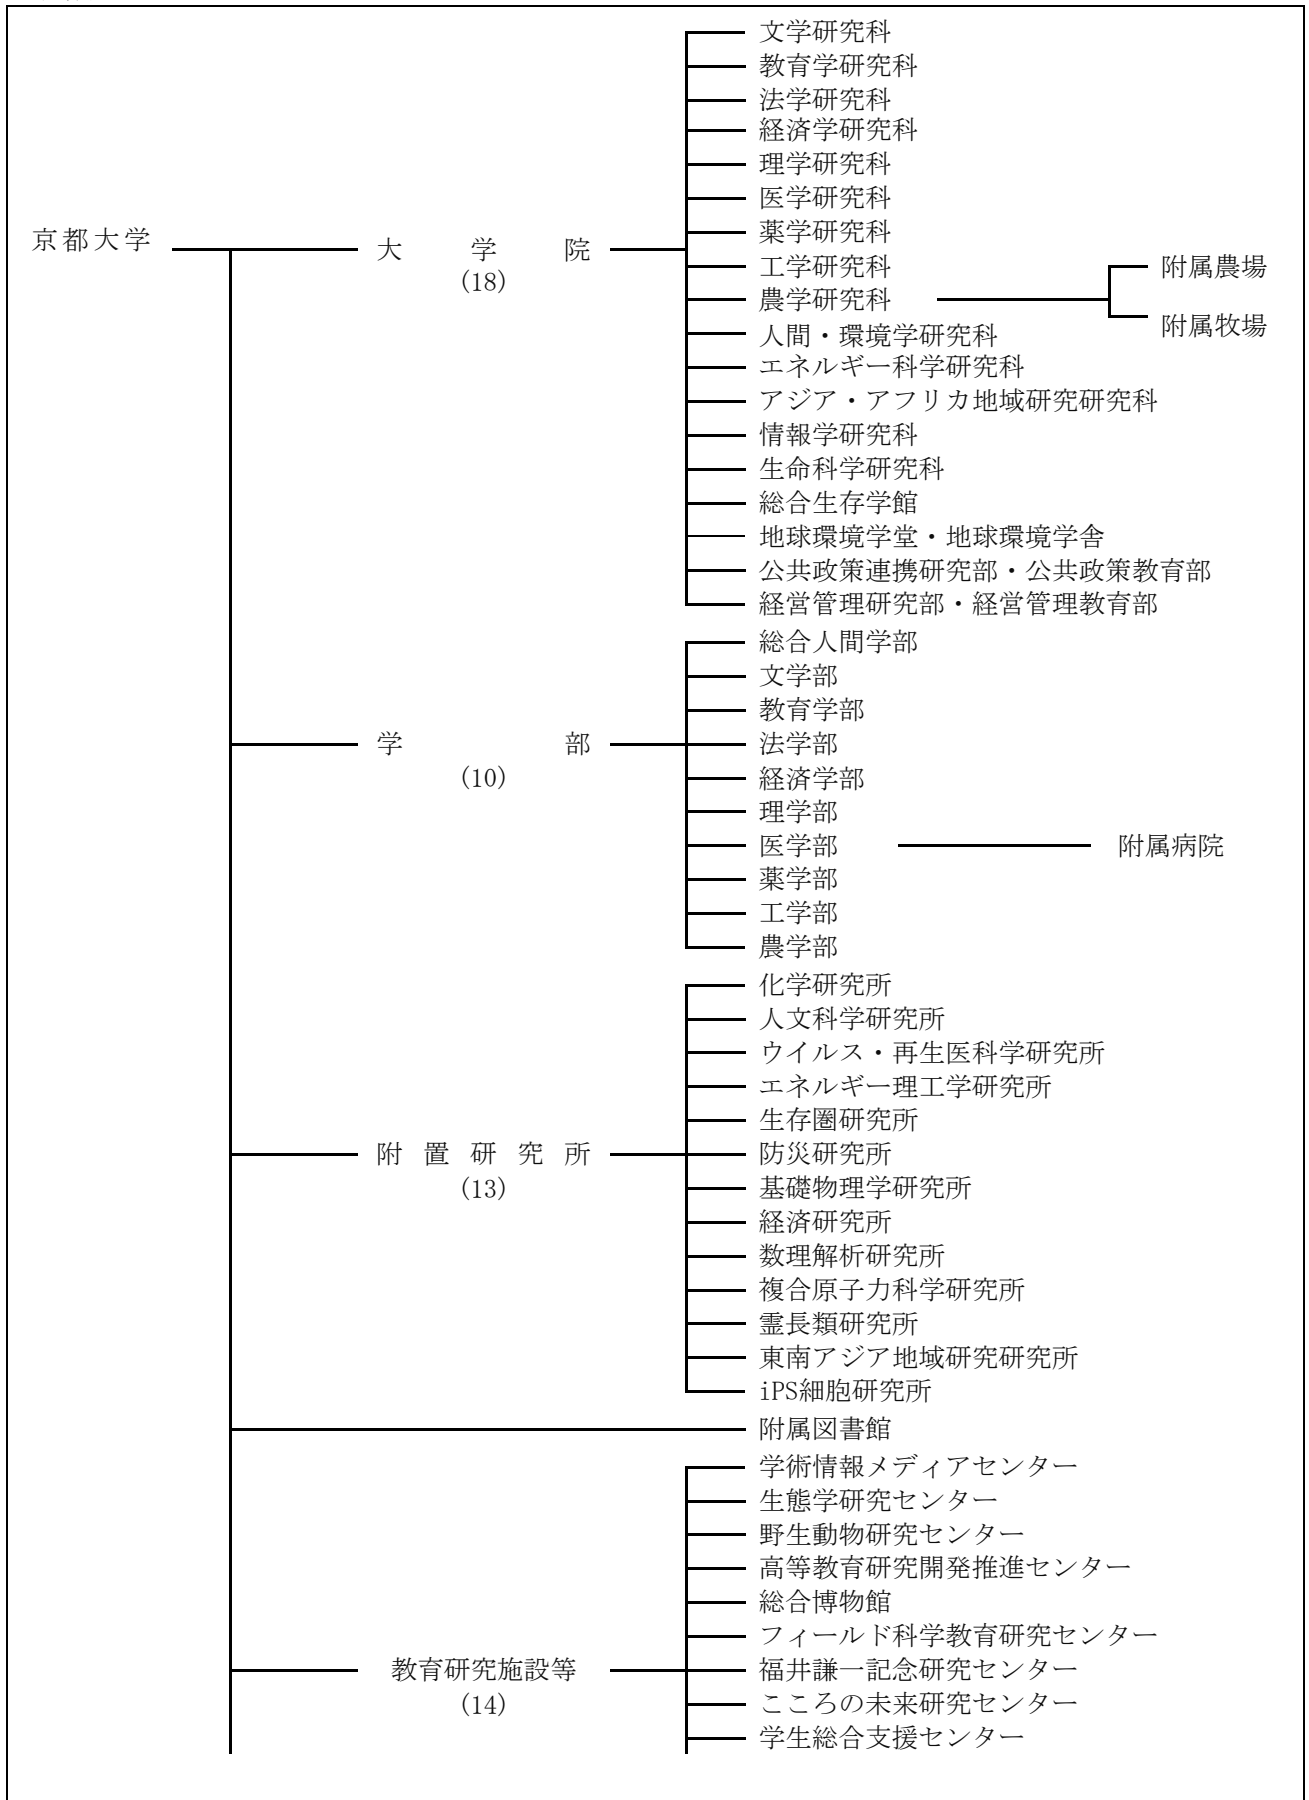 京都大学
大学院
(18)
文学研究科
教育学研究科
法学研究科
経済学研究科
理学研究科
医学研究科
薬学研究科
工学研究科
農学研究科
附属農場
附属牧場
人間・環境学研究科
エネルギー科学研究科
アジア・アフリカ地域研究研究科
情報学研究科
生命科学研究科
総合生存学館
地球環境学堂・地球環境学舎
公共政策連携研究部・公共政策教育部
経営管理研究部・経営管理教育部
学部
(10)
総合人間学部
文学部
教育学部
法学部
経済学部
理学部
医学部
附属病院
薬学部
工学部
農学部
附置研究所
(13)
化学研究所
人文科学研究所
ウイルス・再生医科学研究所
エネルギー理工学研究所
生存圏研究所
防災研究所
基礎物理学研究所
経済研究所
数理解析研究所
複合原子力科学研究所
霊長類研究所
東南アジア地域研究研究所
iPS細胞研究所
附属図書館
教育研究施設等
(14)
学術情報メディアセンター
生態学研究センター
野生動物研究センター
高等教育研究開発推進センター
総合博物館
フィールド科学教育研究センター
福井謙一記念研究センター
こころの未来研究センター
学生総合支援センター